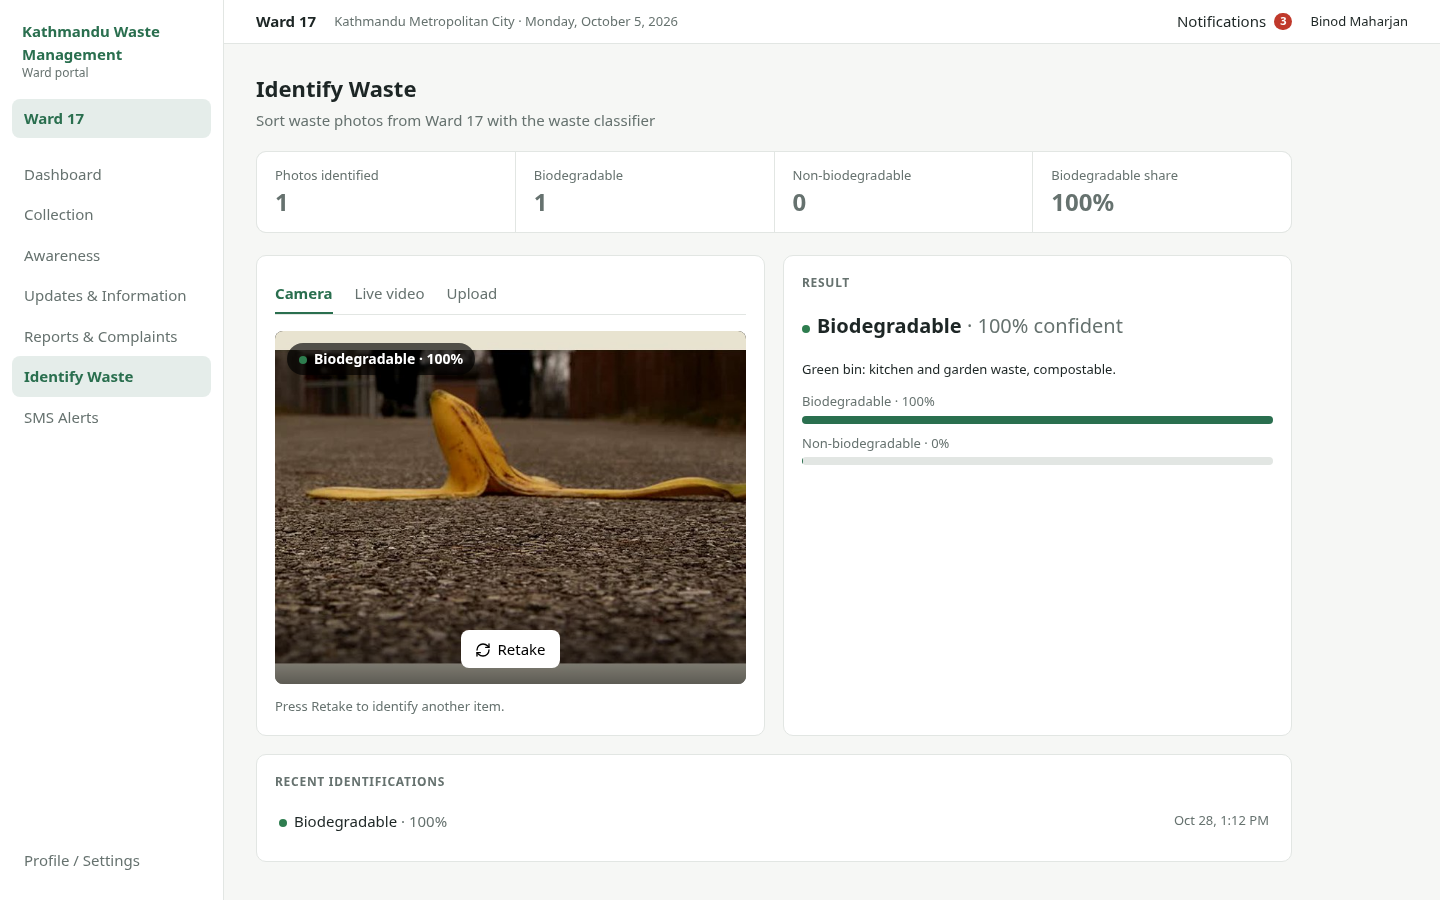 Kathmandu Waste
Management
Ward portal
Ward 17
Dashboard
Collection
Awareness
Updates & Information
Reports & Complaints
Identify Waste
SMS Alerts
Profile / Settings
Ward 17 Kathmandu Metropolitan City · Monday, October 5, 2026 Notifications 3 Binod Maharjan
Identify Waste
Sort waste photos from Ward 17 with the waste classifier
Photos identified
1
Biodegradable
1
Non-biodegradable
0
Biodegradable share
100%
Camera Live video Upload
Biodegradable · 100%
Retake
Press Retake to identify another item.
RESULT
Biodegradable · 100% confident
Green bin: kitchen and garden waste, compostable.
Biodegradable · 100%
Non-biodegradable · 0%
RECENT IDENTIFICATIONS
Biodegradable · 100% Oct 28, 1:12 PM